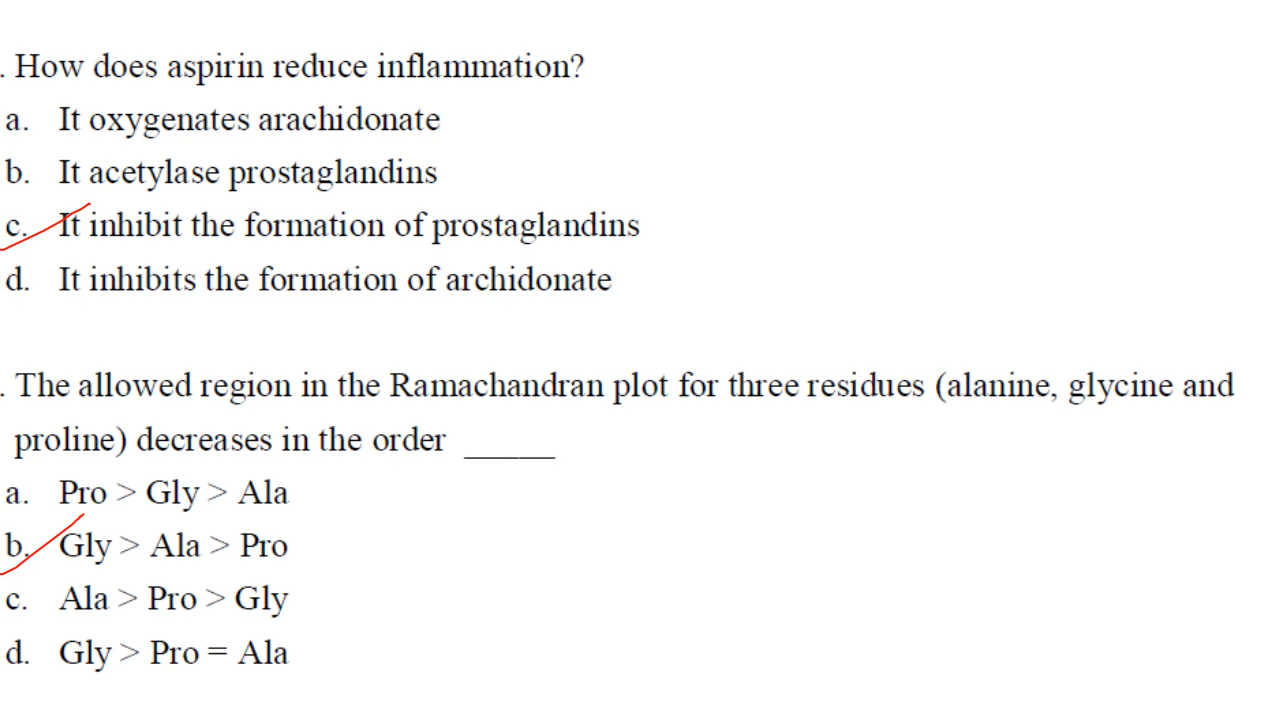 . How does aspirin reduce inflammation?
a. It oxygenates arachidonate
b. It acetylase prostaglandins
c. It inhibit the formation of prostaglandins
d. It inhibits the formation of archidonate
. The allowed region in the Ramachandran plot for three residues (alanine, glycine and
proline) decreases in the order _____
a. Pro > Gly > Ala
b. Gly > Ala > Pro
c. Ala > Pro > Gly
d. Gly > Pro = Ala